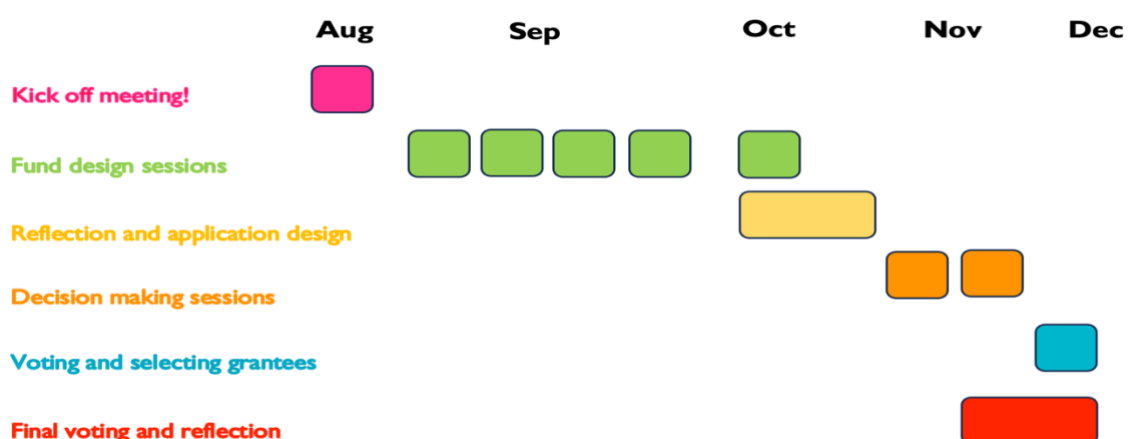 Aug Sep Oct Nov Dec
Kick off meeting!
Fund design sessions
Reflection and application design
Decision making sessions
Voting and selecting grantees
Final voting and reflection